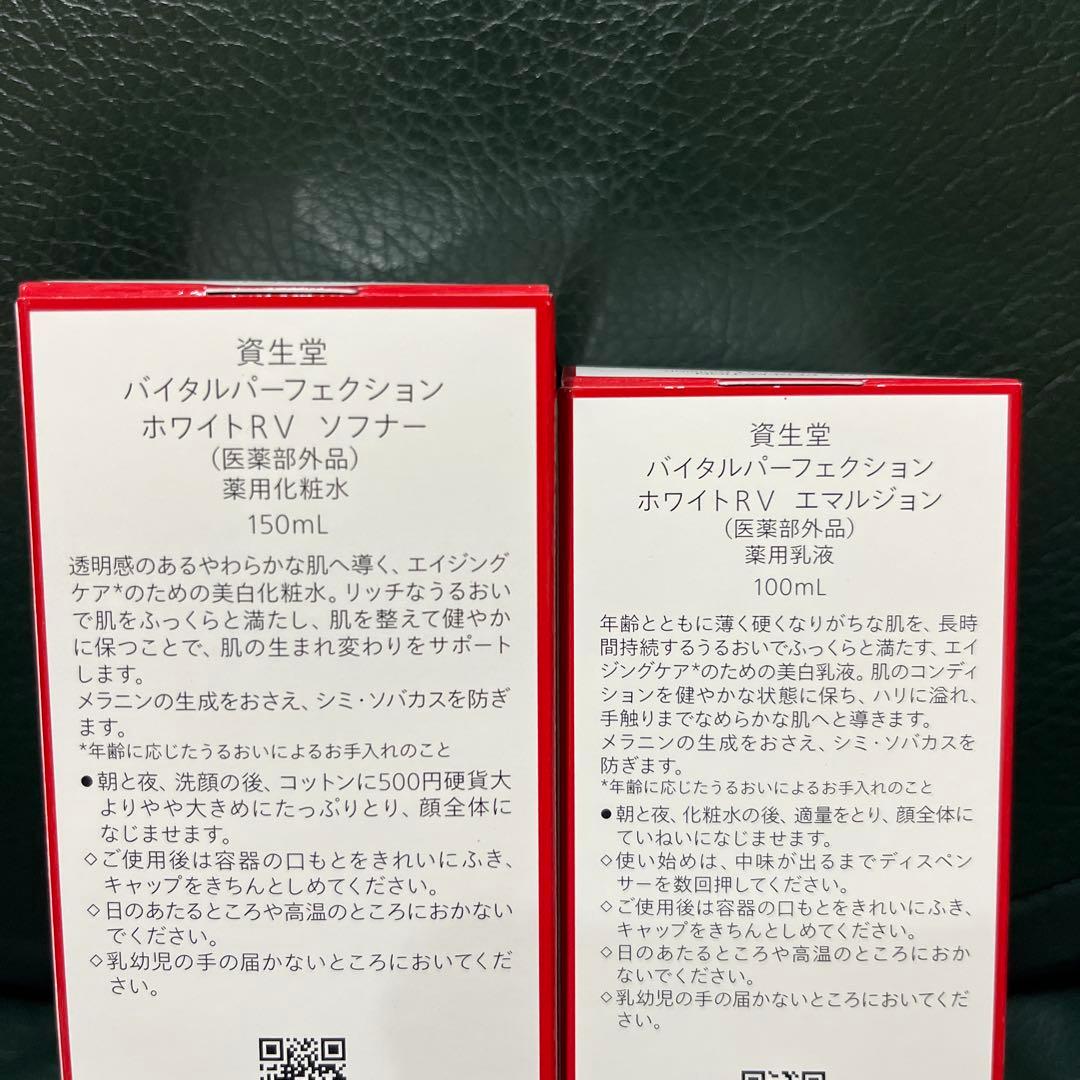 資生堂
バイタルパーフェクション
ホワイトRV ソフナー
(医薬部外品)
薬用化粧水
150mL
透明感のあるやわらかな肌へ導く、エイジング
ケア*のための美白化粧水。リッチなうるおい
で肌をふっくらと満たし、肌を整えて健やか
に保つことで、肌の生まれ変わりをサポート
します。
メラニンの生成をおさえ、シミ・ソバカスを防ぎ
ます。
*年齢に応じたうるおいによるお手入れのこと
●朝と夜、洗顔の後、コットンに500円硬貨大
よりやや大きめにたっぷりとり、顔全体に
なじませます。
◇ご使用後は容器の口もとをきれいにふき、
キャップをきちんとしめてください。
◇日のあたるところや高温のところにおかない
でください。
◇乳幼児の手の届かないところにおいてくだ
さい。
資生堂
バイタルパーフェクション
ホワイトRV エマルジョン
(医薬部外品)
薬用乳液
100mL
年齢とともに薄く硬くなりがちな肌を、長時
間持続するうるおいでふっくらと満たす、エイ
ジングケア*のための美白乳液。肌のコンディ
ションを健やかな状態に保ち、ハリに溢れ、
手触りまでなめらかな肌へと導きます。
メラニンの生成をおさえ、シミ・ソバカスを
防ぎます。
*年齢に応じたうるおいによるお手入れのこと
●朝と夜、化粧水の後、適量をとり、顔全体に
ていねいになじませます。
◇使い始めは、中味が出るまでディスペン
サーを数回押してください。
◇ご使用後は容器の口もとをきれいにふき、
キャップをきちんとしめてください。
◇日のあたるところや高温のところにおか
ないでください。
◇乳幼児の手の届かないところにおいてくだ
さい。